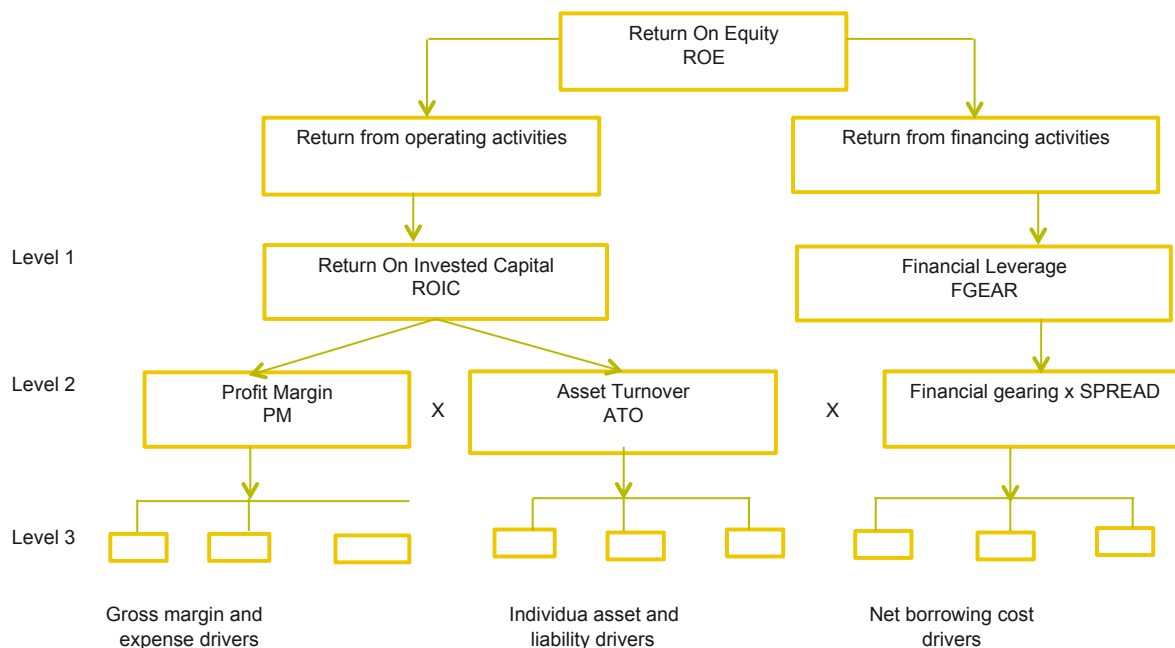 Return On Equity
ROE
Return from operating activities
Return from financing activities
Level 1
Return On Invested Capital
ROIC
Financial Leverage
FGEAR
Level 2
Profit Margin
PM
X
Asset Turnover
ATO
X
Financial gearing x SPREAD
Level 3
Gross margin and
expense drivers
Individua asset and
liability drivers
Net borrowing cost
drivers